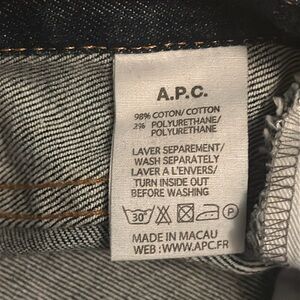 A.P.C.
98% COTON/ COTTON
2% POLYURETHANE/
POLYURETHANE
LAVER SEPAREMENT/
WASH SEPARATELY
LAVER A L'ENVERS/
TURN INSIDE OUT
BEFORE WASHING
30° P
MADE IN MACAU
WEB : WWW.APC.FR